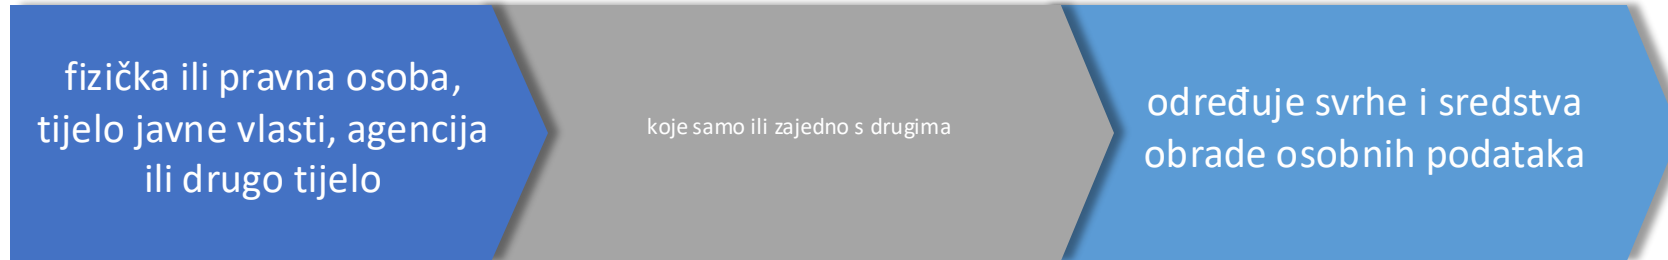 fizička ili pravna osoba,
tijelo javne vlasti, agencija
ili drugo tijelo
koje samo ili zajedno s drugima
određuje svrhe i sredstva
obrade osobnih podataka